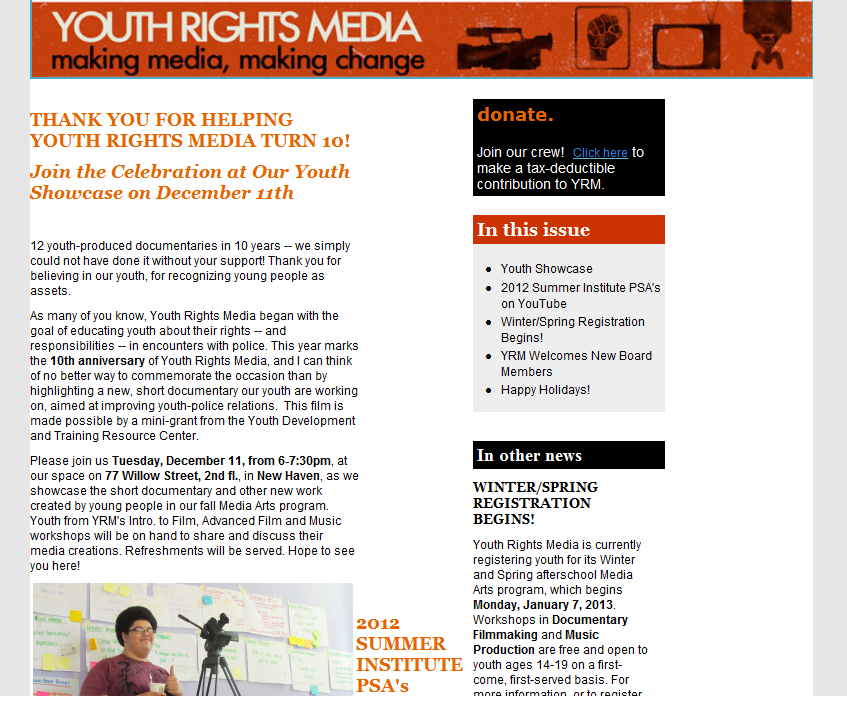 YOUTH RIGHTS MEDIA
making media, making change
THANK YOU FOR HELPING
YOUTH RIGHTS MEDIA TURN 10!
Join the Celebration at Our Youth
Showcase on December 11th
12 youth-produced documentaries in 10 years -- we simply
could not have done it without your support! Thank you for
believing in our youth, for recognizing young people as
assets.
As many of you know, Youth Rights Media began with the
goal of educating youth about their rights -- and
responsibilities -- in encounters with police. This year marks
the 10th anniversary of Youth Rights Media, and I can think
of no better way to commemorate the occasion than by
highlighting a new, short documentary our youth are working
on, aimed at improving youth-police relations.  This film is
made possible by a mini-grant from the Youth Development
and Training Resource Center.
Please join us Tuesday, December 11, from 6-7:30pm, at
our space on 77 Willow Street, 2nd fl., in New Haven, as we
showcase the short documentary and other new work
created by young people in our fall Media Arts program.
Youth from YRM's Intro. to Film, Advanced Film and Music
workshops will be on hand to share and discuss their
media creations. Refreshments will be served. Hope to see
you here!
2012
SUMMER
INSTITUTE
PSA's
donate.
Join our crew!  Click here to
make a tax-deductible
contribution to YRM.
In this issue
Youth Showcase
2012 Summer Institute PSA's
on YouTube
Winter/Spring Registration
Begins!
YRM Welcomes New Board
Members
Happy Holidays!
In other news
WINTER/SPRING
REGISTRATION
BEGINS!
Youth Rights Media is currently
registering youth for its Winter
and Spring afterschool Media
Arts program, which begins
Monday, January 7, 2013.
Workshops in Documentary
Filmmaking and Music
Production are free and open to
youth ages 14-19 on a first-
come, first-served basis. For
more information, or to register